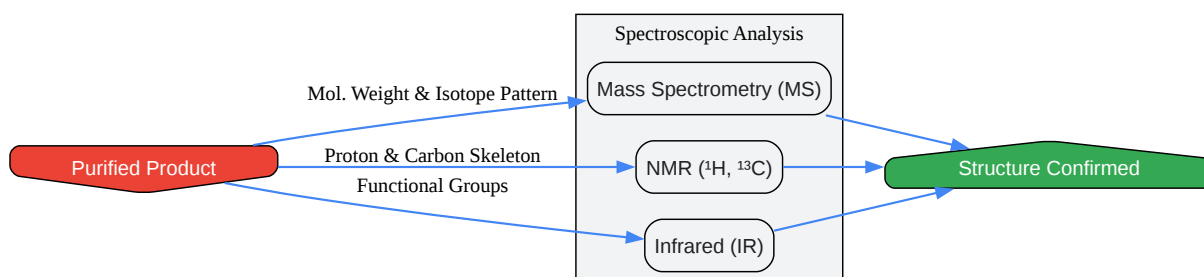 Spectroscopic Analysis
Mol. Weight & Isotope Pattern
Mass Spectrometry (MS)
Purified Product
Proton & Carbon Skeleton
NMR (¹H, ¹³C)
Structure Confirmed
Functional Groups
Infrared (IR)